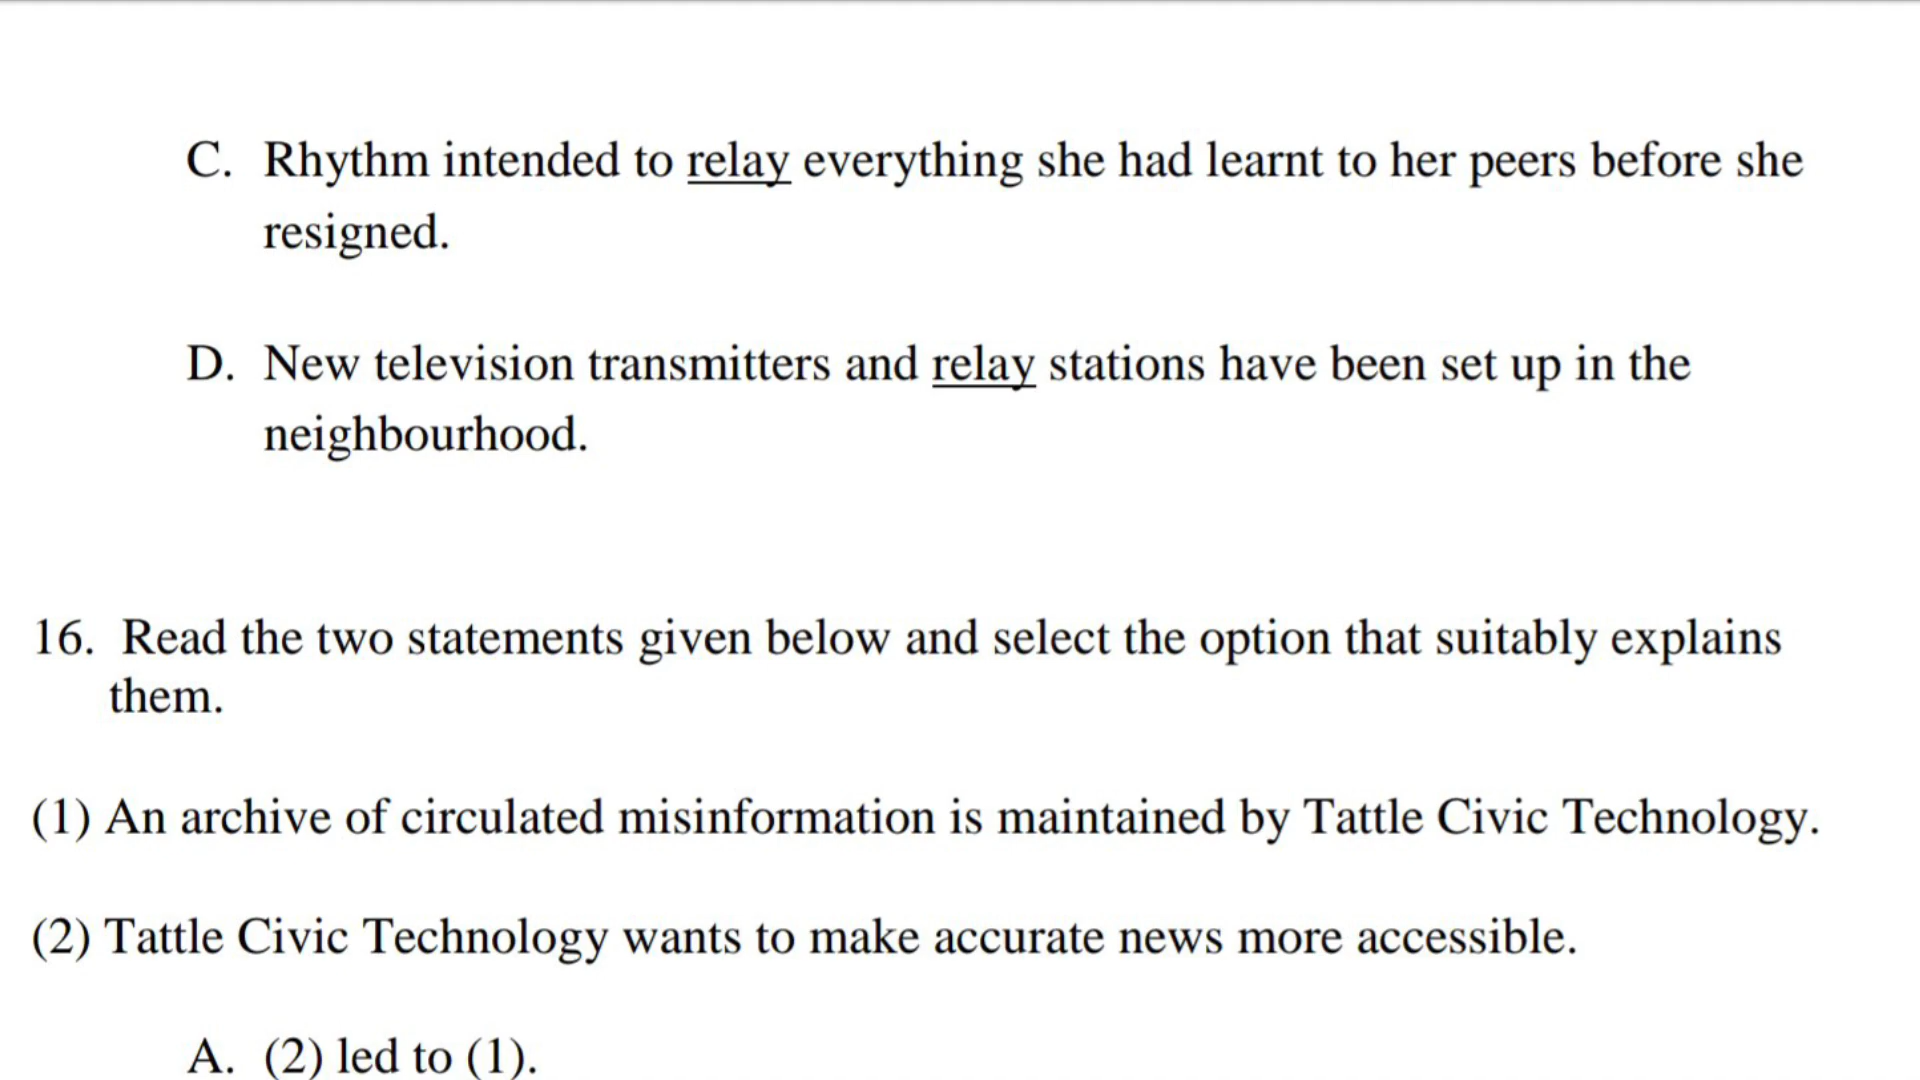 C. Rhythm intended to relay everything she had learnt to her peers before she
resigned.
D. New television transmitters and relay stations have been set up in the
neighbourhood.
16. Read the two statements given below and select the option that suitably explains
them.
(1) An archive of circulated misinformation is maintained by Tattle Civic Technology.
(2) Tattle Civic Technology wants to make accurate news more accessible.
A. (2) led to (1).